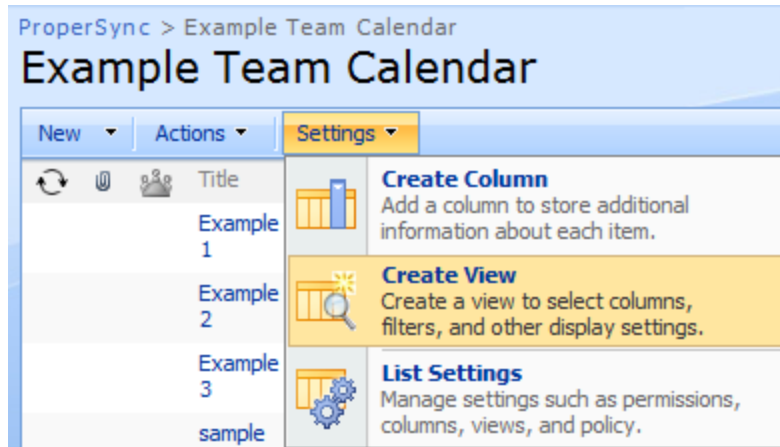 ProperSync > Example Team Calendar
Example Team Calendar
New Actions Settings
Title
Example
1
Example
2
Example
3
sample
Create Column
Add a column to store additional
information about each item.
Create View
Create a view to select columns,
filters, and other display settings.
List Settings
Manage settings such as permissions,
columns, views, and policy.